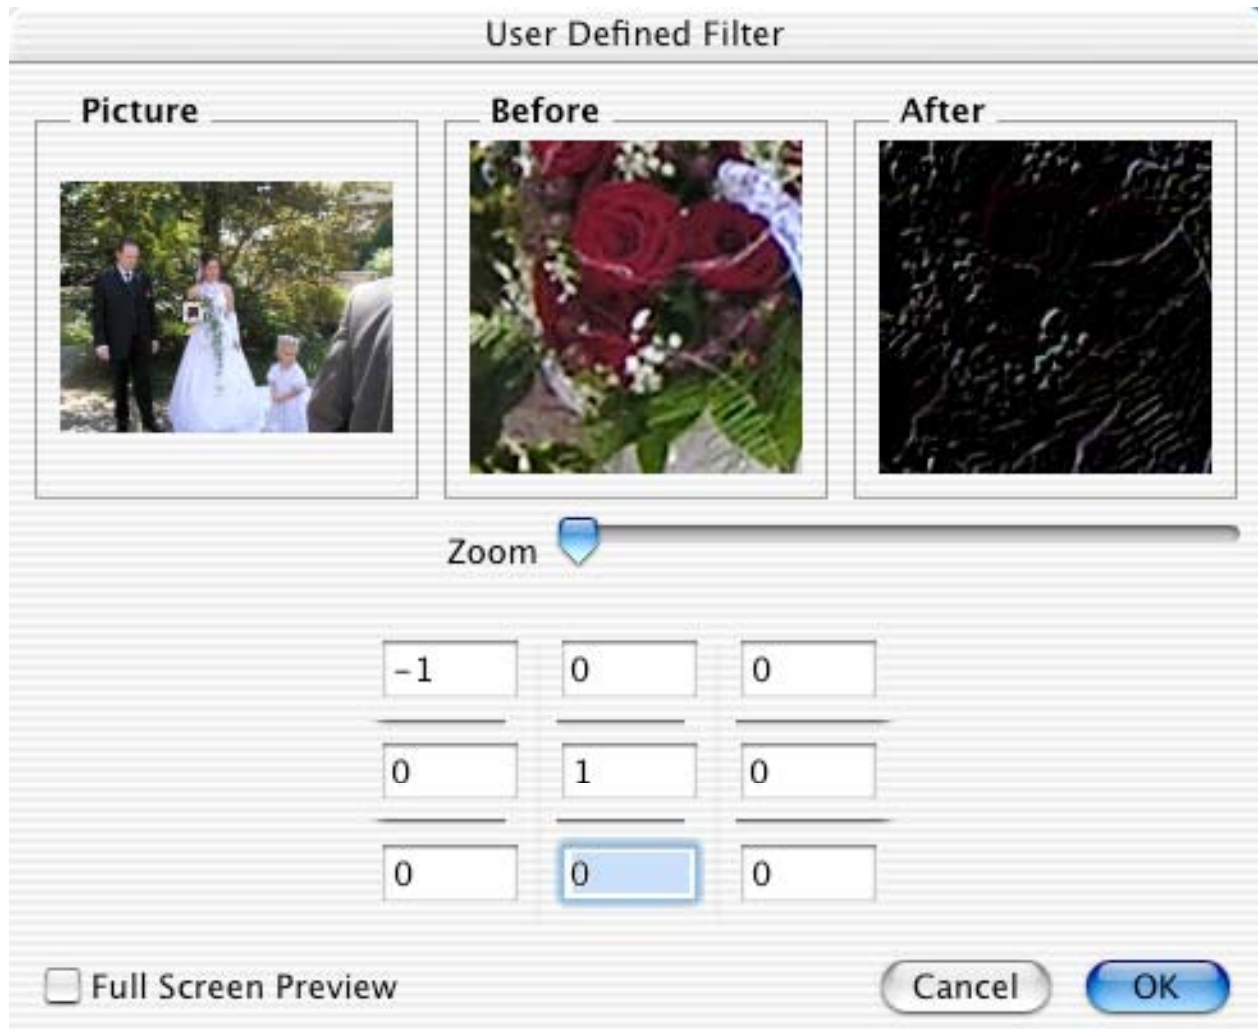 User Defined Filter
Picture Before After
Zoom
-1 0 0
0 1 0
0 0 0
Full Screen Preview Cancel OK